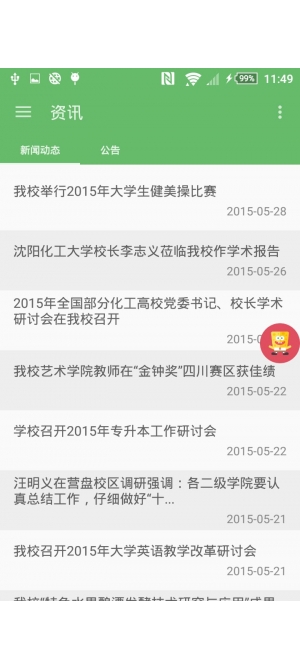 99% 11:49
资讯
新闻动态 公告
我校举行2015年大学生健美操比赛
2015-05-28
沈阳化工大学校长李志义莅临我校作学术报告
2015-05-26
2015年全国部分化工高校党委书记、校长学术
研讨会在我校召开
2015-0
我校艺术学院教师在“金钟奖”四川赛区获佳绩
2015-05-22
学校召开2015年专升本工作研讨会
2015-05-22
汪明义在营盘校区调研强调：各二级学院要认
真总结工作，仔细做好“十...
2015-05-21
我校召开2015年大学英语教学改革研讨会
2015-05-21